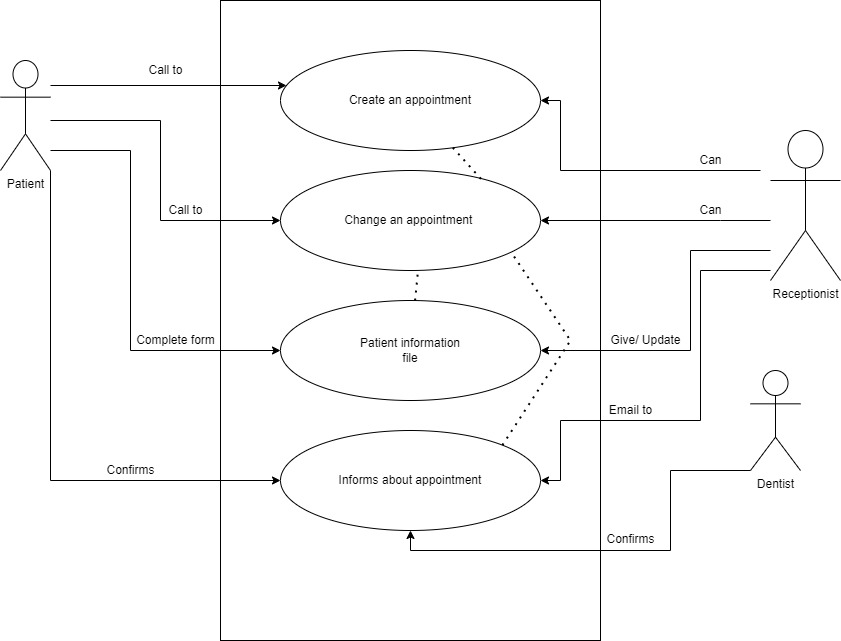 Call to
Create an appointment
Can
Patient
Call to
Change an appointment
Can
Receptionist
Complete form
Patient information
file
Give/ Update
Email to
Confirms
Informs about appointment
Dentist
Confirms